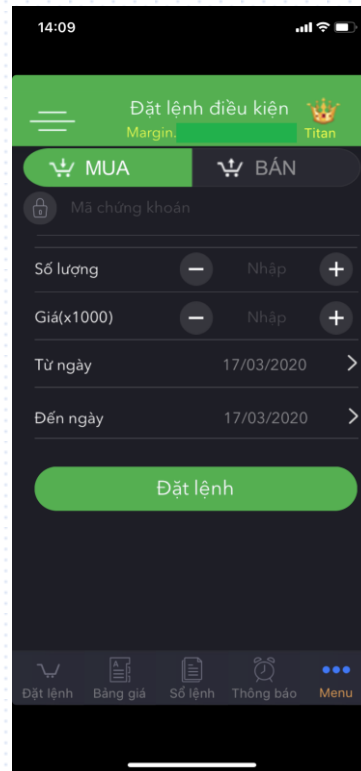 14:09
Đặt lệnh điều kiện
Margin.
Titan
MUA
BÁN
Mã chứng khoán
Số lượng
Nhập
Giá(x1000)
Nhập
Từ ngày
17/03/2020
Đến ngày
17/03/2020
Đặt lệnh
Đặt lệnh
Bảng giá
Sổ lệnh
Thông báo
Menu